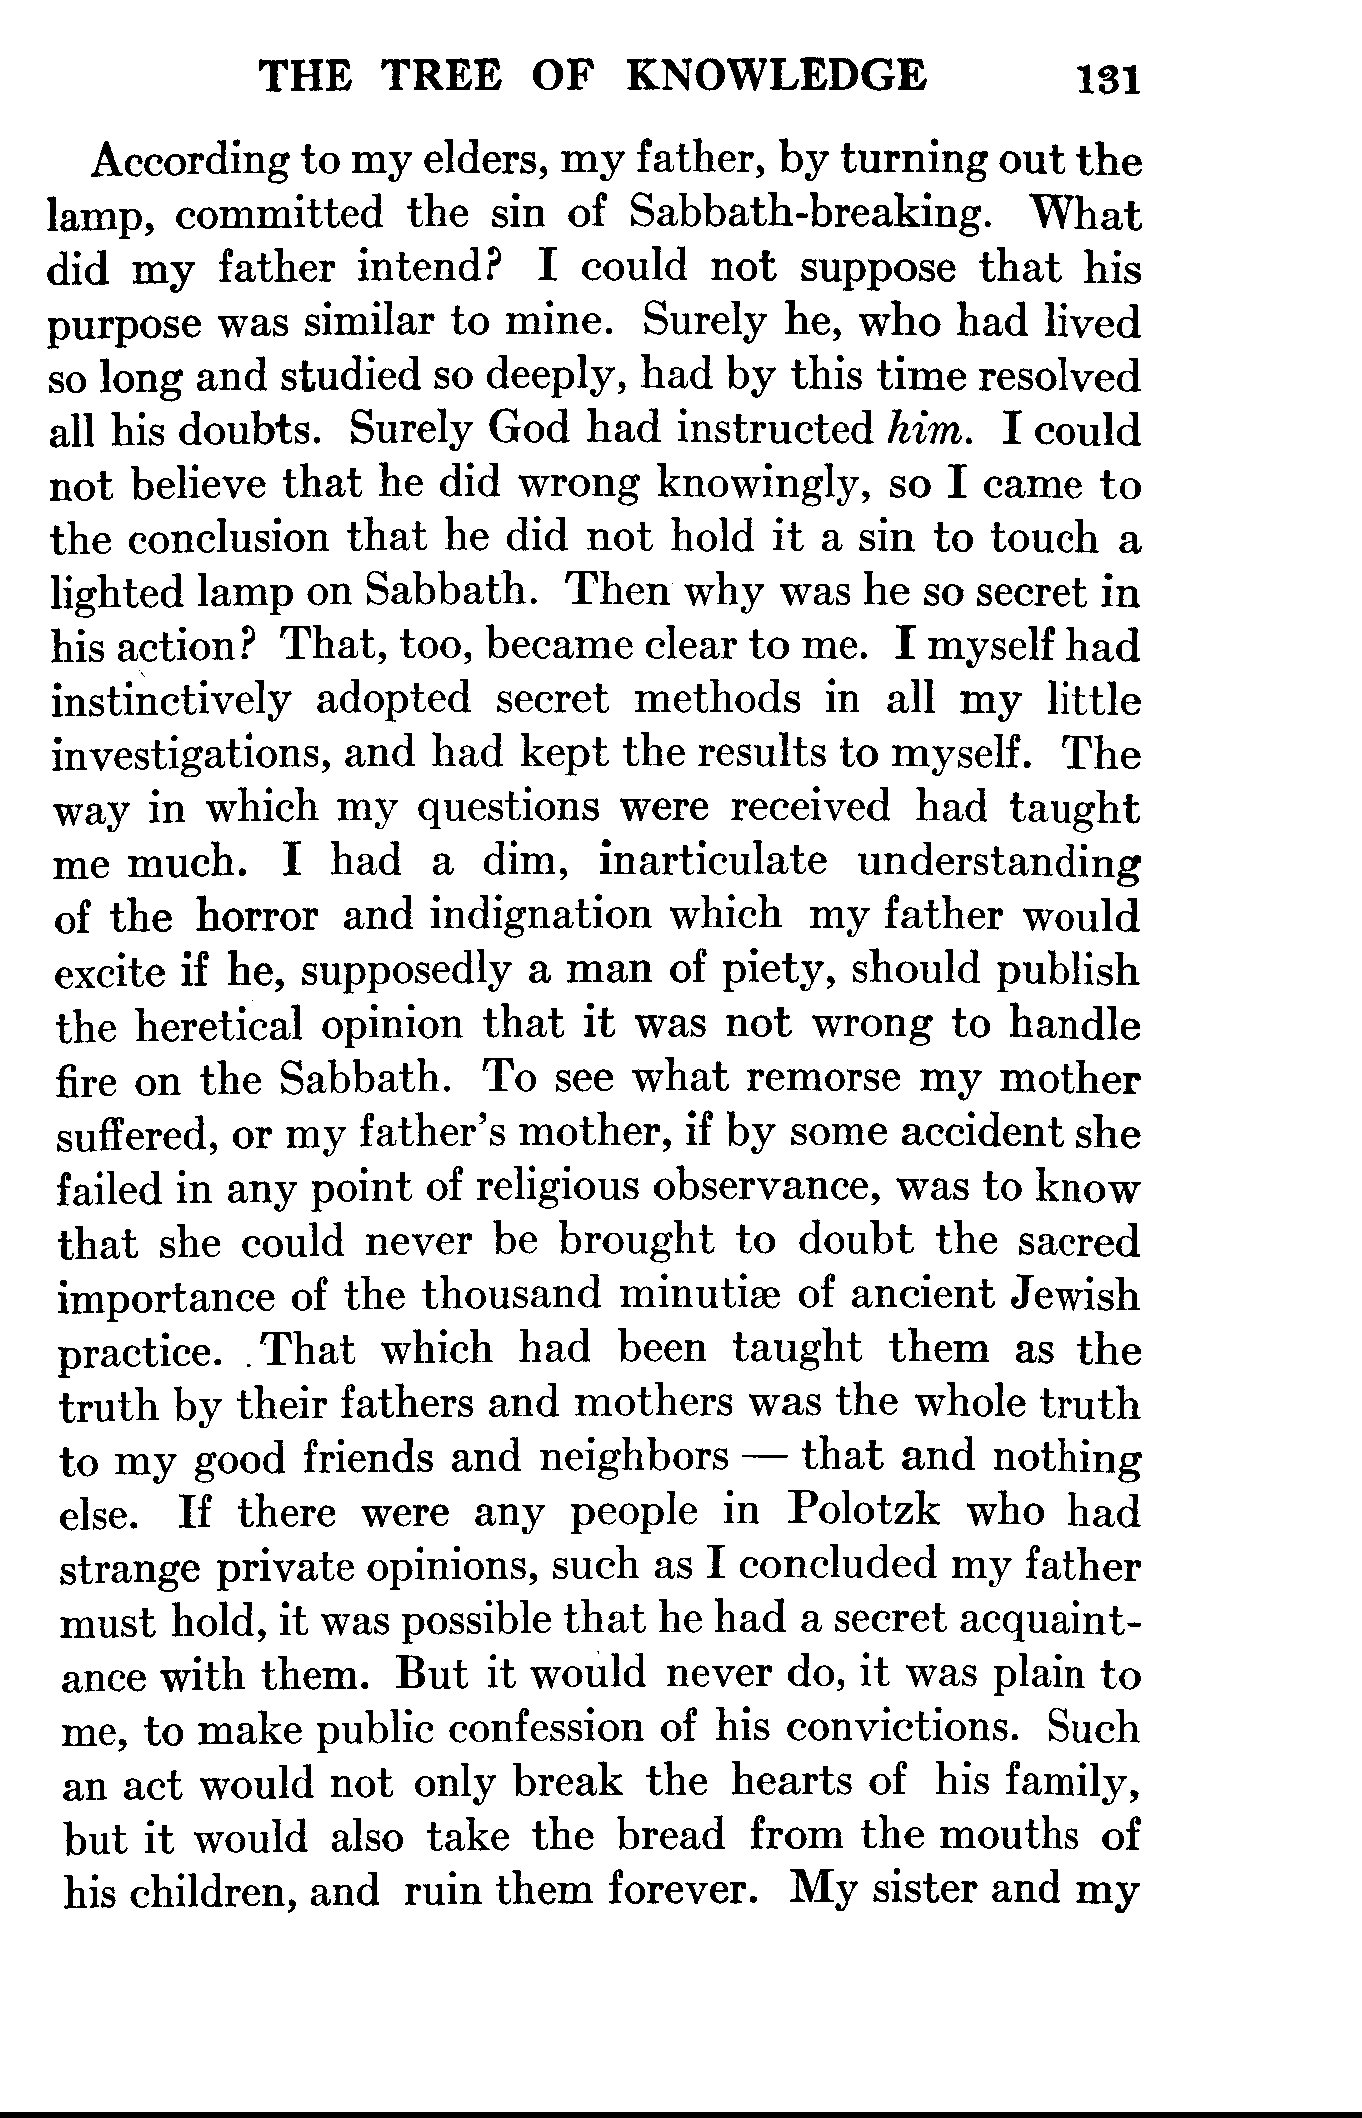 THE TREE OF KNOWLEDGE 131
According to my elders, my father, by turning out the
lamp, committed the sin of Sabbath-breaking. What
did my father intend? I could not suppose that his
purpose was similar to mine. Surely he, who had lived
so long and studied so deeply, had by this time resolved
all his doubts. Surely God had instructed him. I could
not believe that he did wrong knowingly, so I came to
the conclusion that he did not hold it a sin to touch a
lighted lamp on Sabbath. Then why was he so secret in
his action? That, too, became clear to me. I myself had
instinctively adopted secret methods in all my little
investigations, and had kept the results to myself. The
way in which my questions were received had taught
me much. I had a dim, inarticulate understanding
of the horror and indignation which my father would
excite if he, supposedly a man of piety, should publish
the heretical opinion that it was not wrong to handle
fire on the Sabbath. To see what remorse my mother
suffered, or my father's mother, if by some accident she
failed in any point of religious observance, was to know
that she could never be brought to doubt the sacred
importance of the thousand minutiæ of ancient Jewish
practice. That which had been taught them as the
truth by their fathers and mothers was the whole truth
to my good friends and neighbors — that and nothing
else. If there were any people in Polotzk who had
strange private opinions, such as I concluded my father
must hold, it was possible that he had a secret acquaint-
ance with them. But it would never do, it was plain to
me, to make public confession of his convictions. Such
an act would not only break the hearts of his family,
but it would also take the bread from the mouths of
his children, and ruin them forever. My sister and my